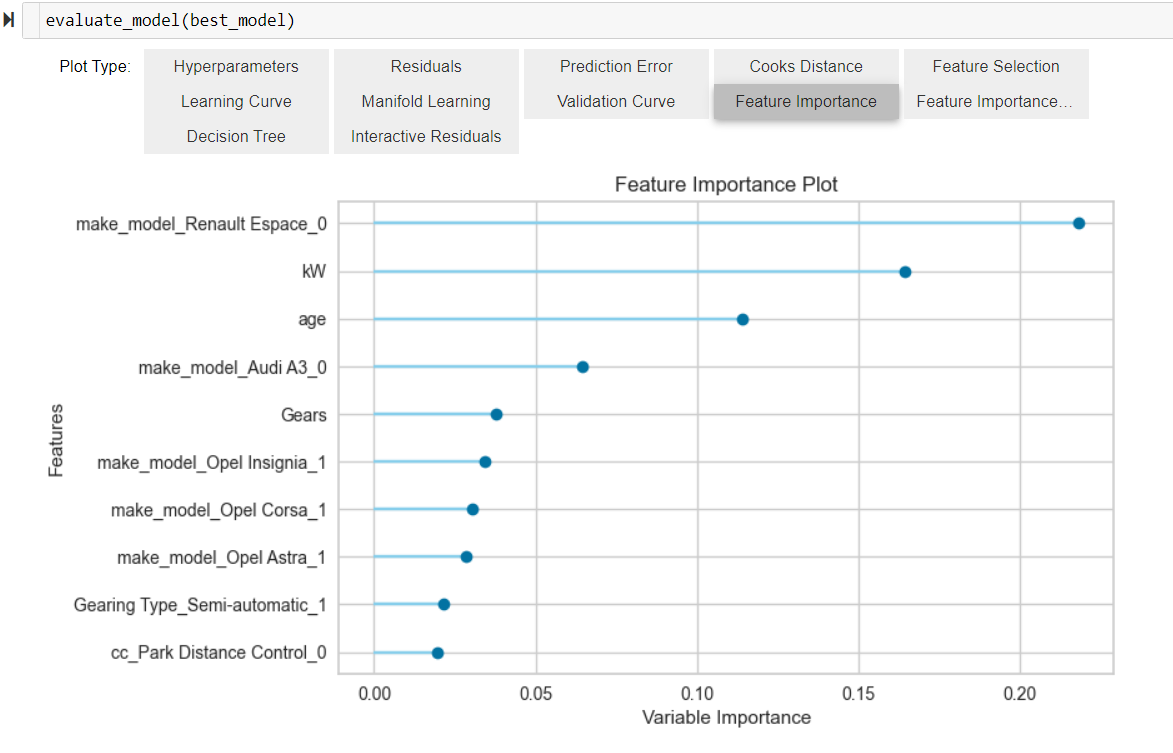 evaluate_model(best_model)
Plot Type:
Hyperparameters Residuals Prediction Error Cooks Distance Feature Selection
Learning Curve Manifold Learning Validation Curve Feature Importance Feature Importance...
Decision Tree Interactive Residuals
Feature Importance Plot
make_model_Renault Espace_0
kW
age
make_model_Audi A3_0
Gears
make_model_Opel Insignia_1
make_model_Opel Corsa_1
make_model_Opel Astra_1
Gearing Type_Semi-automatic_1
cc_Park Distance Control_0
Features
0.00 0.05 0.10 0.15 0.20
Variable Importance